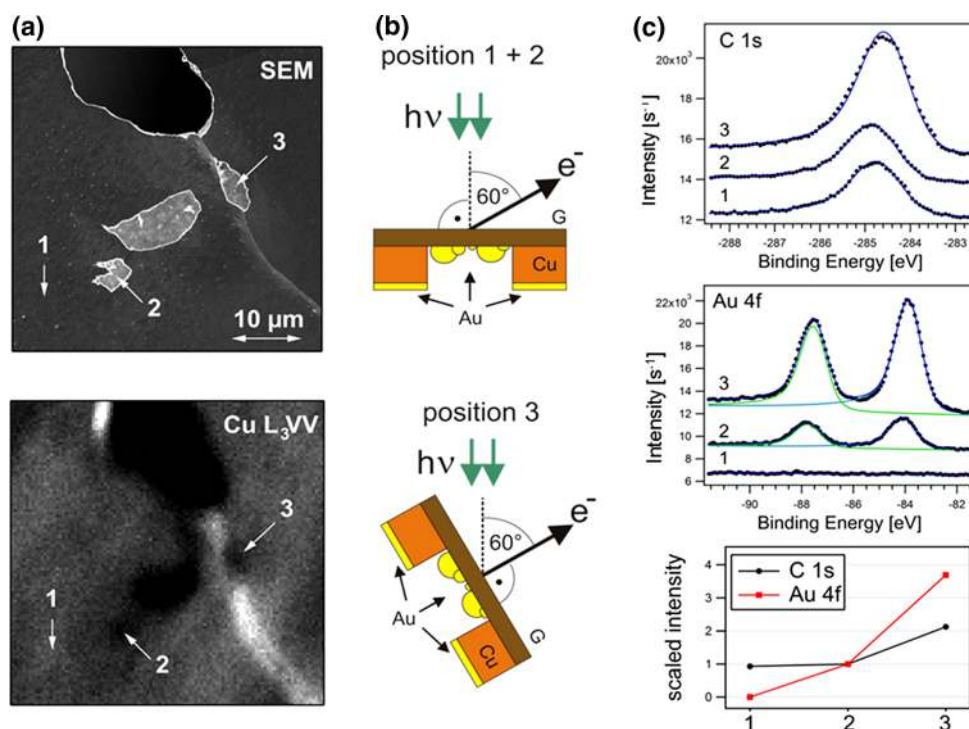 (a)
SEM
3
1
2
10 µm
Cu L₃VV
3
1
2
(b)
position 1 + 2
hν
e⁻
60°
G
Cu
Au
position 3
hν
e⁻
60°
Au
Cu
G
(c)
C 1s
20x10³
18
16
14
12
3
2
1
Intensity [s⁻¹]
-288 -287 -286 -285 -284 -283
Binding Energy [eV]
Au 4f
22x10³
20
18
16
14
12
10
8
6
3
2
1
Intensity [s⁻¹]
-90 -88 -86 -84 -82
Binding Energy [eV]
C 1s
Au 4f
4
3
2
1
0
scaled intensity
1 2 3